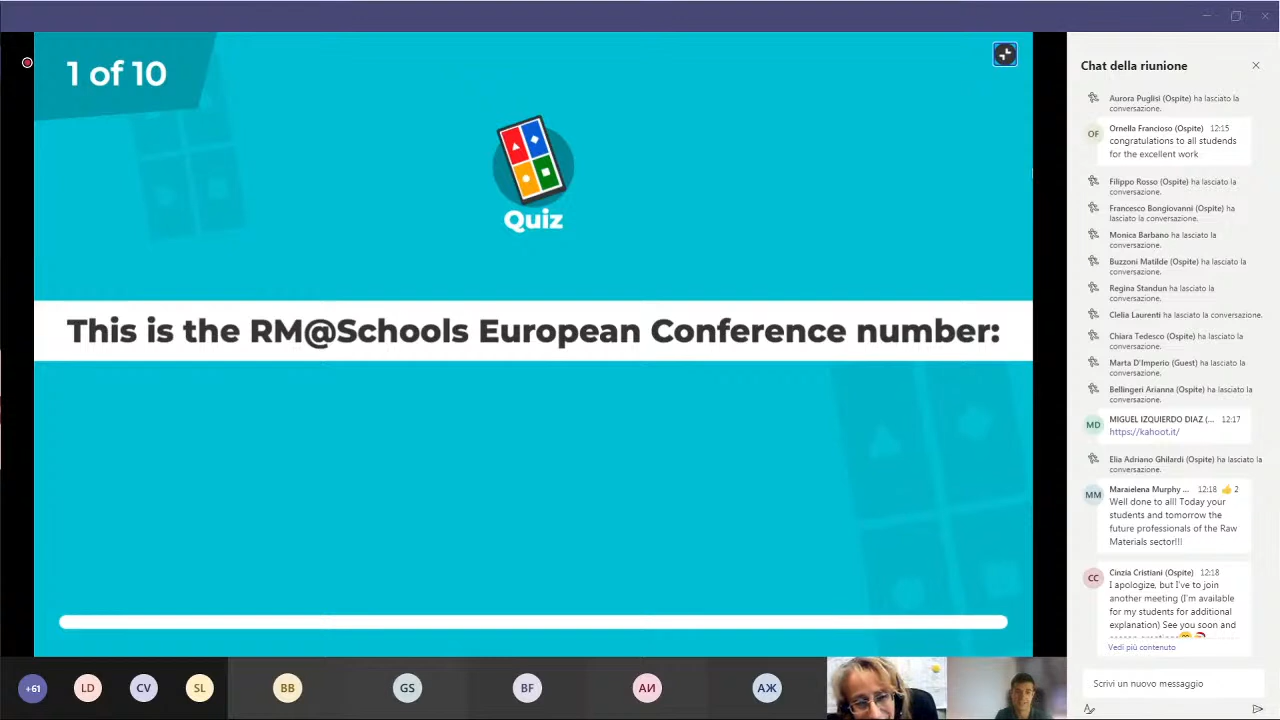 1 of 10
Quiz
This is the RM@Schools European Conference number:
Chat della riunione
Aurora Puglisi (Ospite) ha lasciato la
conversazione.
OF
Ornella Francioso (Ospite) 12:15
congratulations to all studends
for the excellent work
Filippo Rosso (Ospite) ha lasciato la
conversazione.
Francesco Bongiovanni (Ospite) ha
lasciato la conversazione.
Monica Barbano ha lasciato la
conversazione.
Buzzoni Matilde (Ospite) ha lasciato la
conversazione.
Regina Standun ha lasciato la
conversazione.
Clelia Laurenti ha lasciato la conversazione.
Chiara Tedesco (Ospite) ha lasciato la
conversazione.
Marta D'Imperio (Guest) ha lasciato la
conversazione.
Bellingeri Arianna (Ospite) ha lasciato la
conversazione.
MD
MIGUEL IZQUIERDO DIAZ (... 12:17
https://kahoot.it/
Elia Adriano Ghilardi (Ospite) ha lasciato la
conversazione.
MM
Maraielena Murphy ... 12:18 👍 2
Well done to all! Today your
students and tomorrow the
future professionals of the Raw
Materials sector!!!
CC
Cinzia Cristiani (Ospite) 12:18
I apologize, but I've to join
another meeting (I'm available
for my students for additional
explanation) See you soon and
Vedi più contenuto
Scrivi un nuovo messaggio
+61
LD
CV
SL
BB
GS
BF
АИ
АЖ